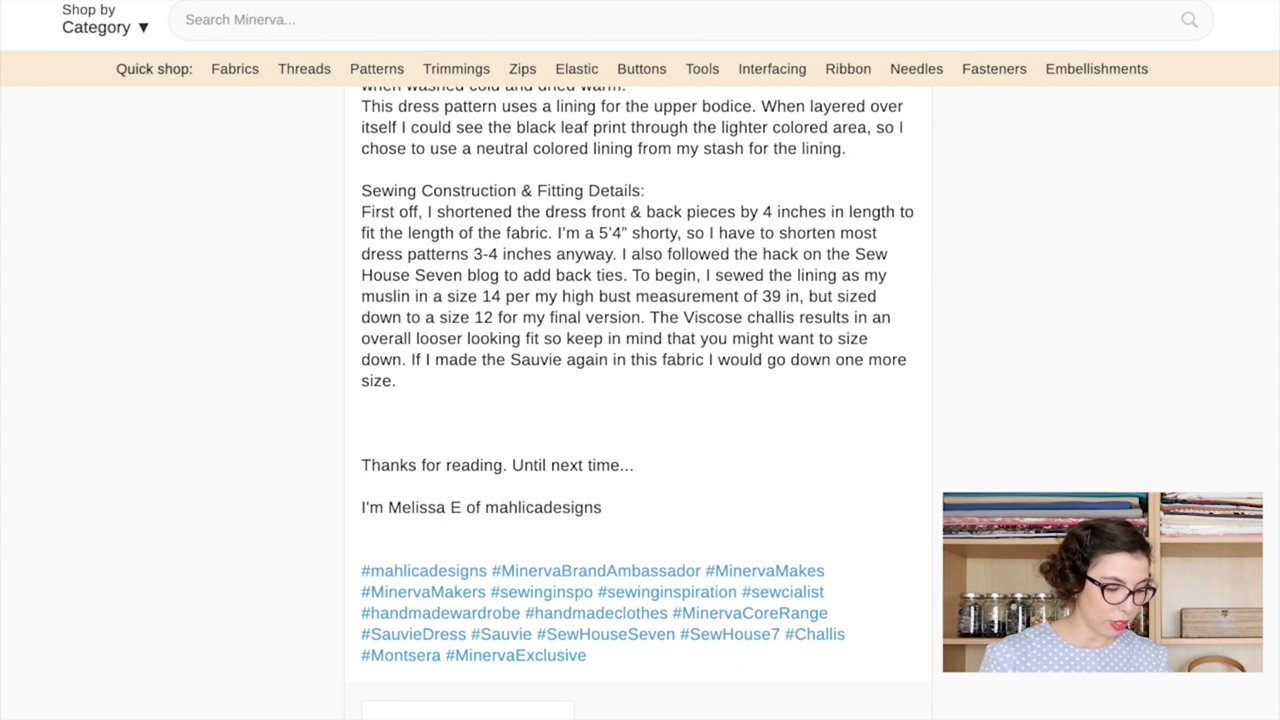 Shop by
Category ▼
Search Minerva...
Quick shop: Fabrics Threads Patterns Trimmings Zips Elastic Buttons Tools Interfacing Ribbon Needles Fasteners Embellishments
when washed cold and dried warm.
This dress pattern uses a lining for the upper bodice. When layered over
itself I could see the black leaf print through the lighter colored area, so I
chose to use a neutral colored lining from my stash for the lining.
Sewing Construction & Fitting Details:
First off, I shortened the dress front & back pieces by 4 inches in length to
fit the length of the fabric. I’m a 5’4” shorty, so I have to shorten most
dress patterns 3-4 inches anyway. I also followed the hack on the Sew
House Seven blog to add back ties. To begin, I sewed the lining as my
muslin in a size 14 per my high bust measurement of 39 in, but sized
down to a size 12 for my final version. The Viscose challis results in an
overall looser looking fit so keep in mind that you might want to size
down. If I made the Sauvie again in this fabric I would go down one more
size.
Thanks for reading. Until next time...
I'm Melissa E of mahlicadesigns
#mahlicadesigns #MinervaBrandAmbassador #MinervaMakes
#MinervaMakers #sewinginspo #sewinginspiration #sewcialist
#handmadewardrobe #handmadeclothes #MinervaCoreRange
#SauvieDress #Sauvie #SewHouseSeven #SewHouse7 #Challis
#Montsera #MinervaExclusive